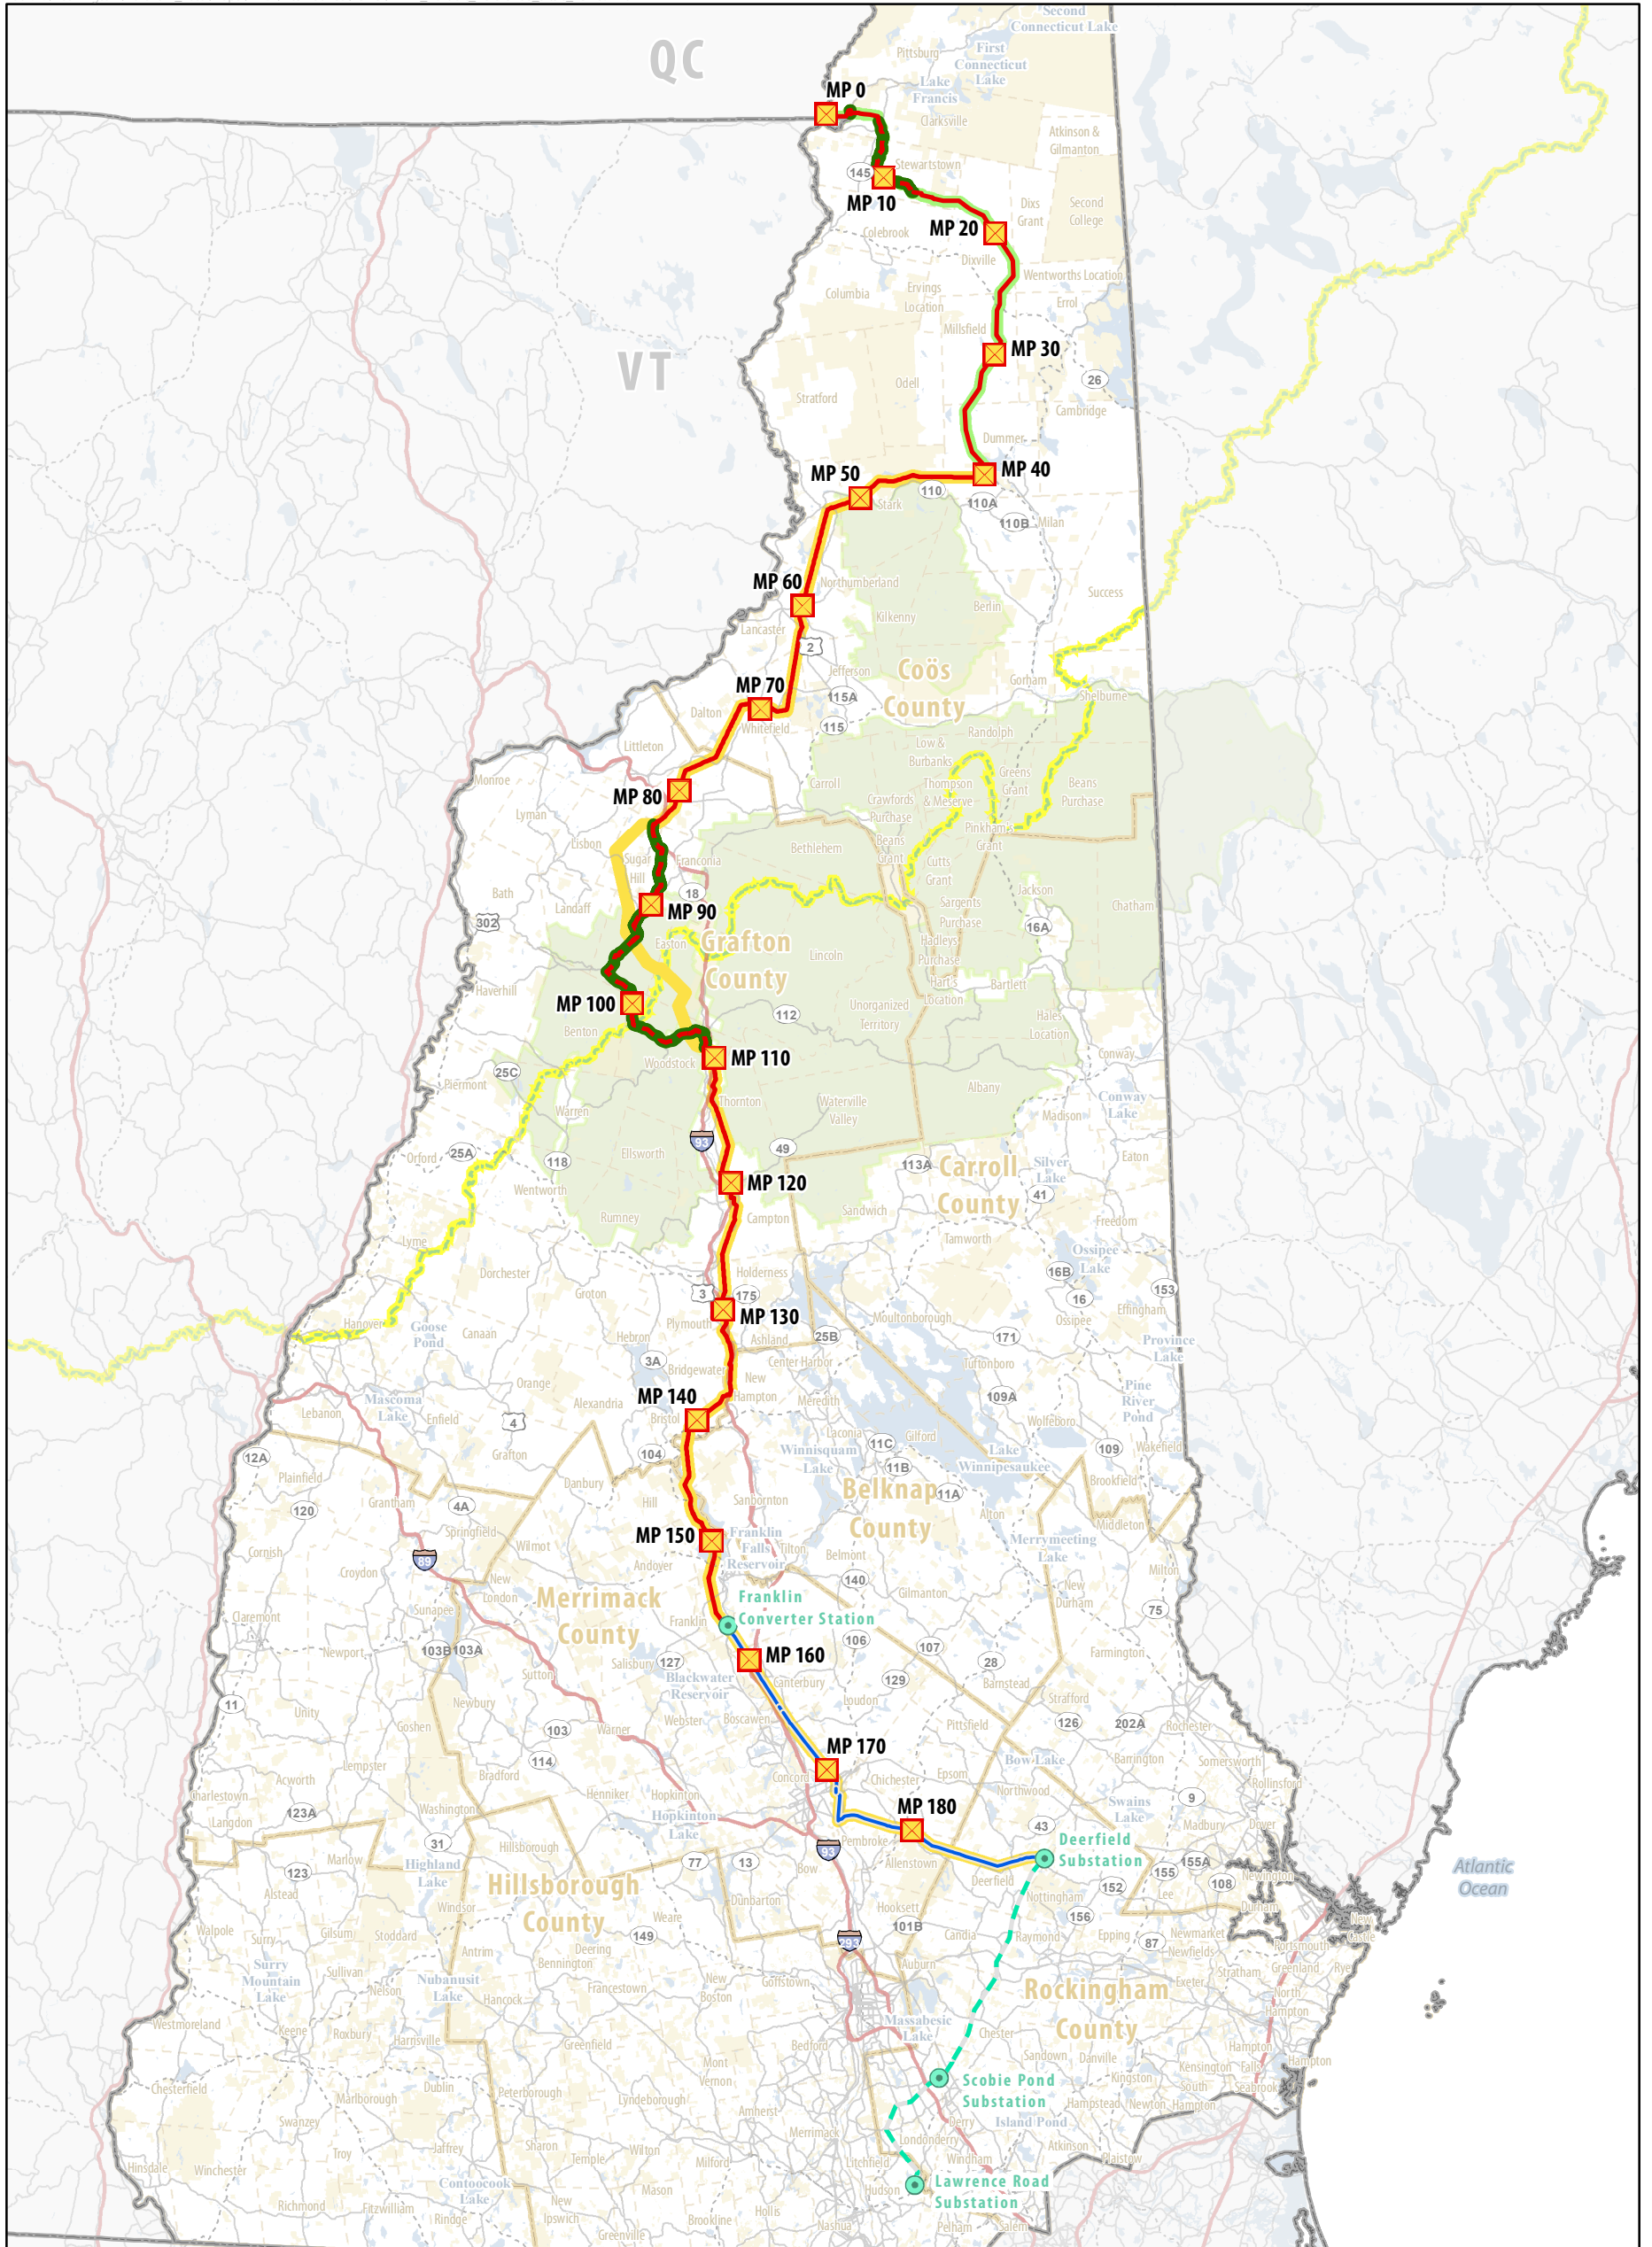 Second
Connecticut Lake
QC
Pittsburg
First
Connecticut
Lake
Lake
Francis
MP 0
Clarksville
Atkinson &
Gilmanton
145
Stewartstown
MP 10
Dixs
Grant
Second
College
MP 20
Colebrook
Dixville
Wentworths Location
Columbia
Ervings
Location
Errol
Millsfield
MP 30
VT
26
Odell
Stratford
Cambridge
Dummer
MP 50
MP 40
110
Stark
110A
110B
Milan
MP 60
Northumberland
Success
Berlin
Kilkenny
Lancaster
2
Jefferson
Coös
County
Gorham
MP 70
115A
Shelburne
Dalton
Whitefield
115
Randolph
Littleton
Low &
Burbanks
Greens
Grant
Monroe
Carroll
Thompson
& Meserve
Beans
Purchase
MP 80
Crawfords
Purchase
Lyman
Pinkham's
Grant
Lisbon
Bethlehem
Beans
Grant
Sugar
Hill
Franconia
Cutts
Grant
18
Bath
Landaff
Jackson
MP 90
Sargents
Purchase
Chatham
302
16A
Easton
Grafton
County
Hadleys
Purchase
Lincoln
Haverhill
Hart's
Location
Bartlett
MP 100
Unorganized
Territory
112
Hales
Location
Benton
MP 110
Woodstock
Conway
25C
Piermont
Albany
Thornton
Waterville
Valley
Conway
Lake
Warren
Madison
93
49
Ellsworth
25A
Orford
118
113A
Carroll
County
Silver
Lake
Eaton
Wentworth
MP 120
41
Rumney
Campton
Sandwich
Freedom
Lyme
Tamworth
Ossipee
Lake
Dorchester
Holderness
16B
153
Groton
3
175
16
MP 130
Moultonborough
Effingham
Ossipee
Hanover
Goose
Pond
Canaan
Hebron
Plymouth
Ashland
25B
171
Province
Lake
3A
Bridgewater
Center Harbor
Tuftonboro
Orange
New
Hampton
Meredith
109A
Pine
River
Pond
MP 140
Mascoma
Lake
Alexandria
Lebanon
Enfield
4
Bristol
Laconia
Gilford
Wolfeboro
12A
Grafton
104
Winnisquam
Lake
11C
Lake
Winnipesaukee
109
Wakefield
Plainfield
Danbury
11B
Brookfield
Grantham
Hill
Sanbornton
Belknap
County
11A
120
4A
Alton
Middleton
Springfield
MP 150
Franklin
Falls
Reservoir
Cornish
Wilmot
Tilton
Merrymeeting
Lake
89
Andover
Belmont
Croydon
Milton
New
London
Merrimack
County
140
Gilmanton
New
Durham
Franklin
Converter Station
Sunapee
75
Claremont
Franklin
103B
103A
Newport
106
107
Farmington
Salisbury
127
MP 160
28
Sutton
Blackwater
Reservoir
Canterbury
129
Barnstead
11
Newbury
Loudon
Strafford
Unity
Webster
Boscawen
Goshen
103
Warner
Pittsfield
126
202A
Rochester
MP 170
114
Bow Lake
Barrington
Somersworth
Lempster
Acworth
Bradford
Concord
Chichester
Epsom
Rollinsford
Charlestown
Henniker
Hopkinton
Northwood
9
Langdon
123A
Washington
Hopkinton
Lake
MP 180
Swains
Lake
Madbury
Dover
31
Hillsborough
Pembroke
43
Deerfield
Substation
93
Marlow
Highland
Lake
77
13
Bow
Allenstown
155
155A
123
Deerfield
152
108
Newington
Alstead
Hillsborough
County
Dunbarton
Nottingham
Lee
Durham
Atlantic
Ocean
Windsor
Hooksett
156
Walpole
Gilsum
Stoddard
Weare
101B
New
Castle
Surry
149
Candia
Raymond
Epping
87
Newmarket
Antrim
Deering
293
Newfields
Portsmouth
Surry
Mountain
Lake
Sullivan
Bennington
Auburn
Stratham
Greenland
Rye
Nubanusit
Lake
New
Boston
Goffstown
Rockingham
County
Exeter
Nelson
Francestown
North
Hampton
Hancock
Massabesic
Lake
Westmoreland
Keene
Roxbury
Harrisville
Chester
Greenfield
Bedford
Hampton
Mont
Vernon
Sandown
Danville
Kensington
Falls
Hampton
Chesterfield
Dublin
Peterborough
Scobie Pond
Substation
Kingston
South
Hampton
Seabrook
Marlborough
Lyndeborough
Hampstead
Newton
Swanzey
Amherst
Derry
Island Pond
Merrimack
Troy
Jaffrey
Sharon
Wilton
Londonderry
Atkinson
Temple
Windham
Plaistow
Hinsdale
Winchester
Milford
Litchfield
Contoocook
Lake
Mason
Hudson
Lawrence Road
Substation
Richmond
Fitzwilliam
New
Ipswich
Hollis
Rindge
Brookline
Nashua
Pelham
Salem
Greenville